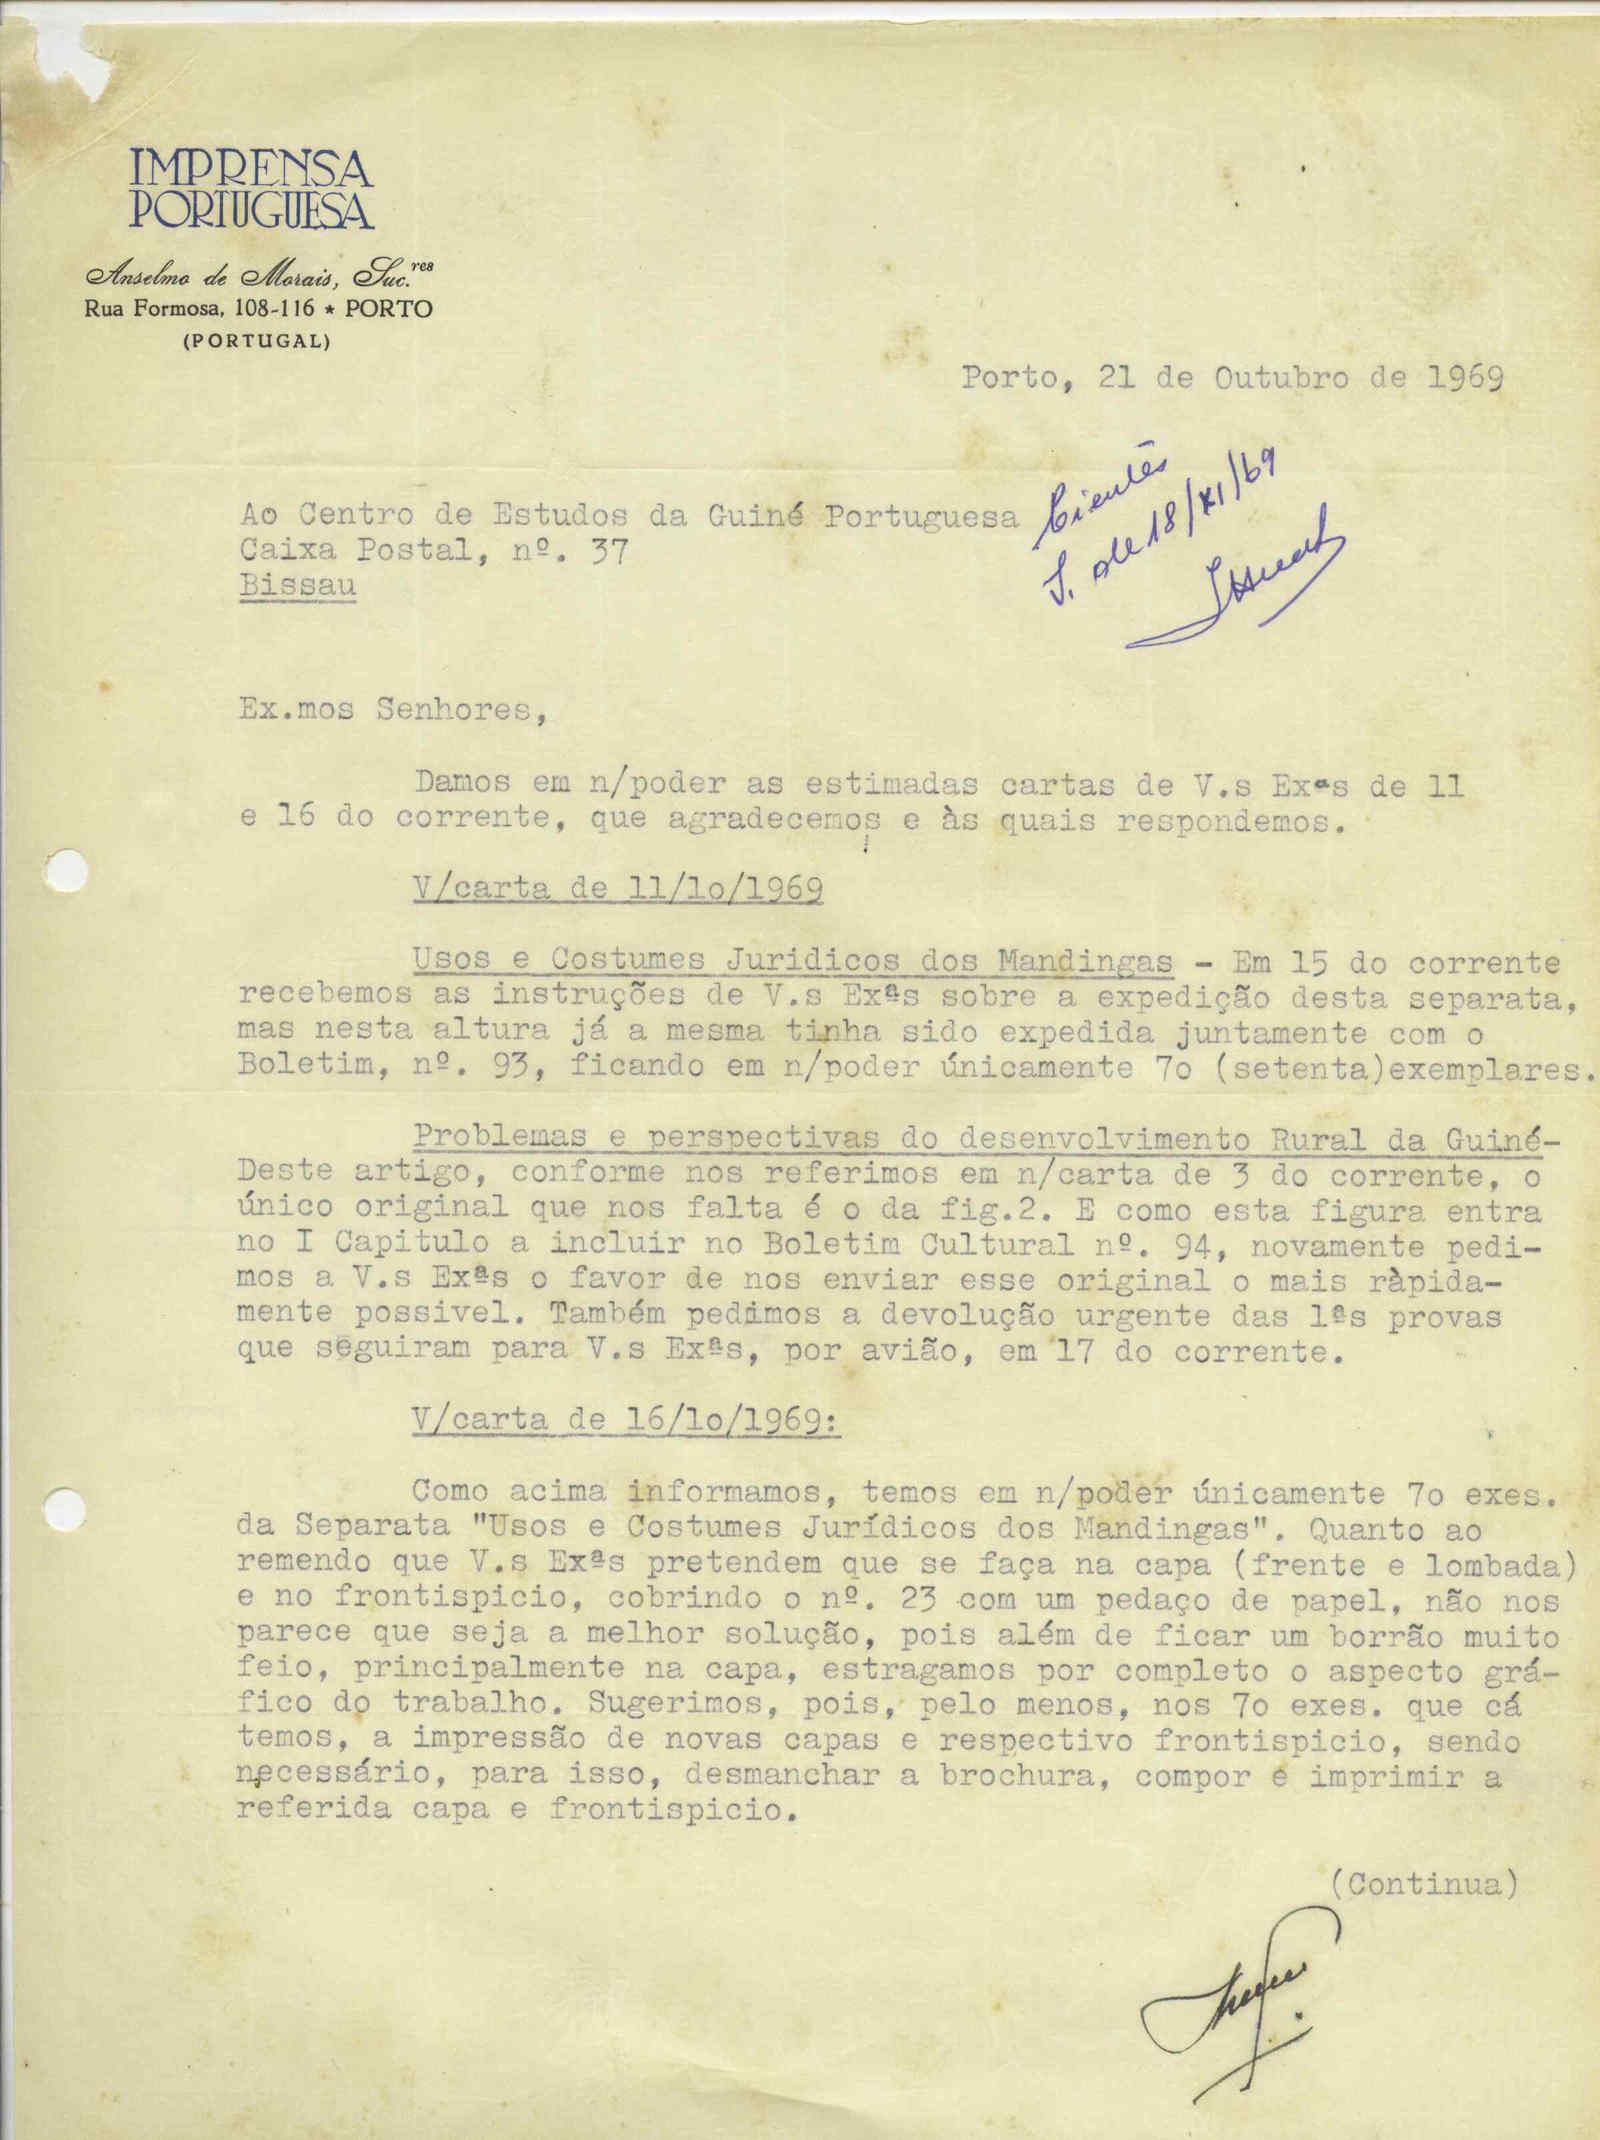 IMPRENSA
PORTUGUESA
Anselmo de Morais, Suc.res
Rua Formosa, 108-116 * PORTO
(PORTUGAL)
Porto, 21 de Outubro de 1969
Ao Centro de Estudos da Guiné Portuguesa
Caixa Postal, nº. 37
Bissau
Cientes
S. de 18/XI/69
Ex.mos Senhores,
Damos em n/poder as estimadas cartas de V.s Exªs de 11
e 16 do corrente, que agradecemos e às quais respondemos.
V/carta de 11/lo/1969
Usos e Costumes Juridicos dos Mandingas - Em 15 do corrente
recebemos as instruções de V.s Exªs sobre a expedição desta separata,
mas nesta altura já a mesma tinha sido expedida juntamente com o
Boletim, nº. 93, ficando em n/poder únicamente 7o (setenta)exemplares.
Problemas e perspectivas do desenvolvimento Rural da Guiné-
Deste artigo, conforme nos referimos em n/carta de 3 do corrente, o
único original que nos falta é o da fig.2. E como esta figura entra
no I Capitulo a incluir no Boletim Cultural nº. 94, novamente pedi-
mos a V.s Exªs o favor de nos enviar esse original o mais ràpida-
mente possivel. Também pedimos a devolução urgente das 1ªs provas
que seguiram para V.s Exªs, por avião, em 17 do corrente.
V/carta de 16/lo/1969:
Como acima informamos, temos em n/poder únicamente 7o exes.
da Separata "Usos e Costumes Jurídicos dos Mandingas". Quanto ao
remendo que V.s Exªs pretendem que se faça na capa (frente e lombada)
e no frontispicio, cobrindo o nº. 23 com um pedaço de papel, não nos
parece que seja a melhor solução, pois além de ficar um borrão muito
feio, principalmente na capa, estragamos por completo o aspecto grá-
fico do trabalho. Sugerimos, pois, pelo menos, nos 7o exes. que cá
temos, a impressão de novas capas e respectivo frontispicio, sendo
necessário, para isso, desmanchar a brochura, compor e imprimir a
referida capa e frontispicio.
(Continua)